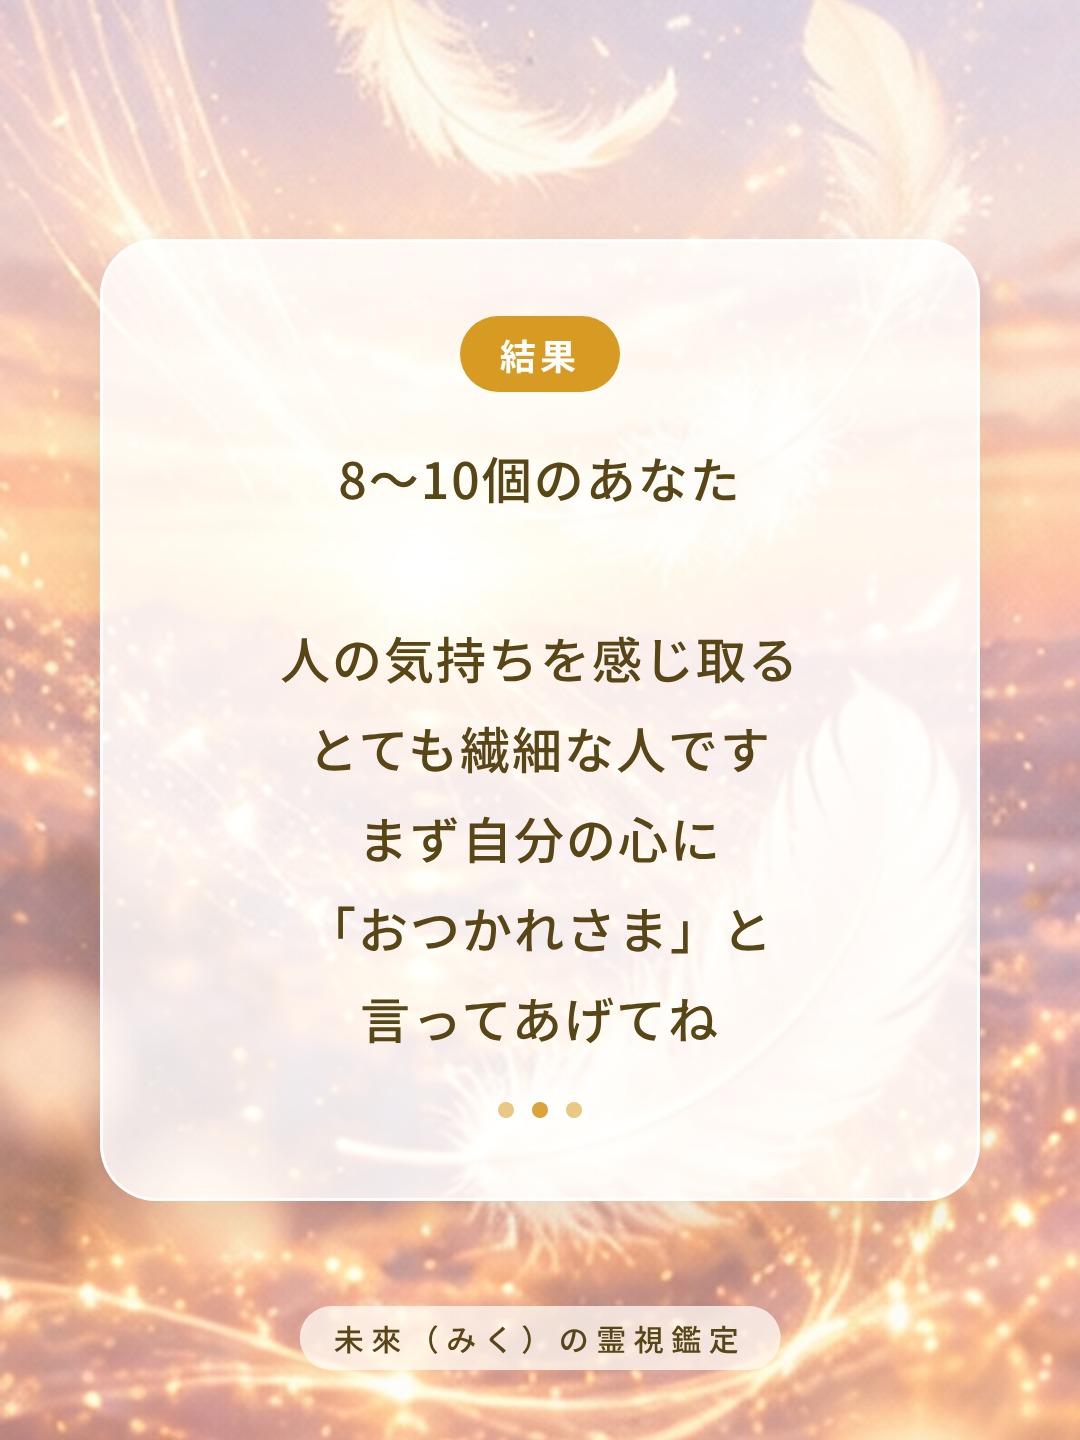 結果
8〜10個のあなた
人の気持ちを感じ取る
とても繊細な人です
まず自分の心に
「おつかれさま」と
言ってあげてね
未來（みく）の霊視鑑定